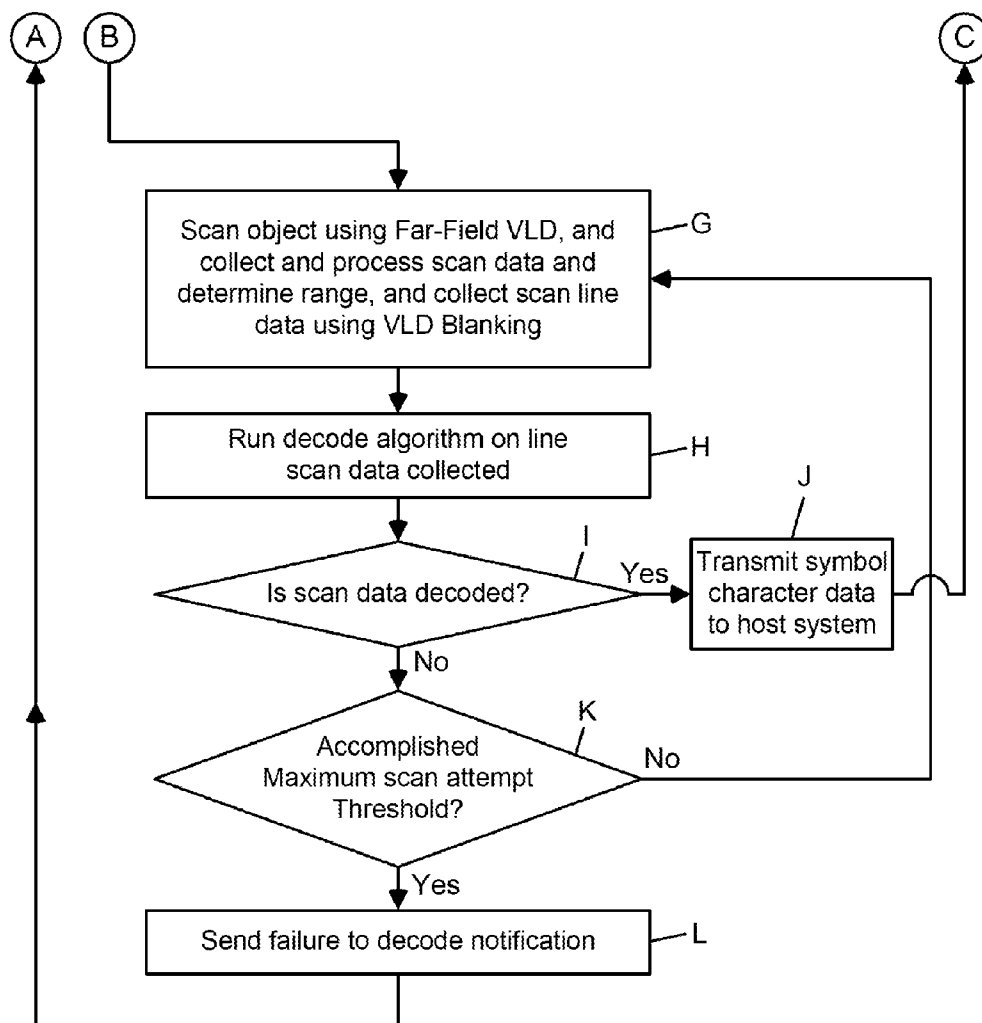 A
B
C
Scan object using Far-Field VLD, and
collect and process scan data and
determine range, and collect scan line
data using VLD Blanking
G
Run decode algorithm on line
scan data collected
H
Is scan data decoded?
I
Yes
J
Transmit symbol
character data
to host system
No
Accomplished
Maximum scan attempt
Threshold?
K
No
Yes
Send failure to decode notification
L